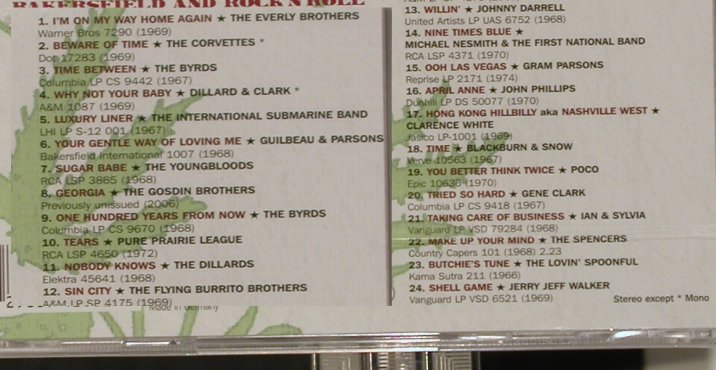 BAKERSFIELD AND ROCK'N'ROLL
1. I'M ON MY WAY HOME AGAIN ★ THE EVERLY BROTHERS
Warner Bros 7290 (1969)
2. BEWARE OF TIME ★ THE CORVETTES *
Dot 17283 (1969)
3. TIME BETWEEN ★ THE BYRDS
Columbia LP CS 9442 (1967)
4. WHY NOT YOUR BABY ★ DILLARD & CLARK *
A&M 1087 (1969)
5. LUXURY LINER ★ THE INTERNATIONAL SUBMARINE BAND
LHI LP S-12 001 (1967)
6. YOUR GENTLE WAY OF LOVING ME ★ GUILBEAU & PARSONS
Bakersfield International 1007 (1968)
7. SUGAR BABE ★ THE YOUNGBLOODS
RCA LSP 3865 (1968)
8. GEORGIA ★ THE GOSDIN BROTHERS
Previously unissued (2006)
9. ONE HUNDRED YEARS FROM NOW ★ THE BYRDS
Columbia LP CS 9670 (1968)
10. TEARS ★ PURE PRAIRIE LEAGUE
RCA LSP 4650 (1972)
11. NOBODY KNOWS ★ THE DILLARDS
Elektra 45641 (1968)
12. SIN CITY ★ THE FLYING BURRITO BROTHERS
A&M LP SP 4175 (1969)
Made in Germany
13. WILLIN' ★ JOHNNY DARRELL
United Artists LP UAS 6752 (1968)
14. NINE TIMES BLUE ★
MICHAEL NESMITH & THE FIRST NATIONAL BAND
RCA LSP 4371 (1970)
15. OOH LAS VEGAS ★ GRAM PARSONS
Reprise LP 2171 (1974)
16. APRIL ANNE ★ JOHN PHILLIPS
Dunhill LP DS 50077 (1970)
17. HONG KONG HILLBILLY aka NASHVILLE WEST ★
CLARENCE WHITE
Jasico LP-1001 (1969)
18. TIME ★ BLACKBURN & SNOW
Verve 10563 (1967)
19. YOU BETTER THINK TWICE ★ POCO
Epic 10636 (1970)
20. TRIED SO HARD ★ GENE CLARK
Columbia LP CS 9418 (1967)
21. TAKING CARE OF BUSINESS ★ IAN & SYLVIA
Vanguard LP VSD 79284 (1968)
22. MAKE UP YOUR MIND ★ THE SPENCERS
Country Capers 101 (1968) 2.23
23. BUTCHIE'S TUNE ★ THE LOVIN' SPOONFUL
Kama Sutra 211 (1966)
24. SHELL GAME ★ JERRY JEFF WALKER
Vanguard LP VSD 6521 (1969)
Stereo except * Mono